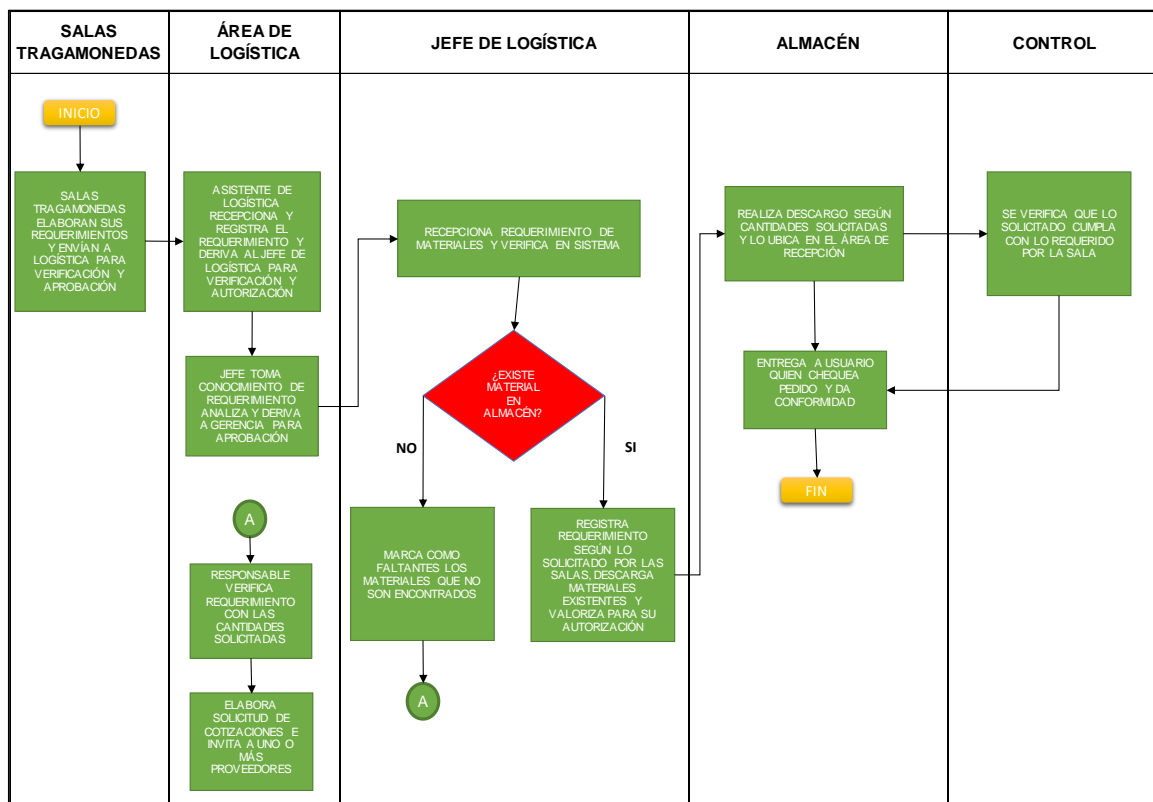 SALAS
TRAGAMONEDAS
ÁREA DE
LOGÍSTICA
JEFE DE LOGÍSTICA
ALMACÉN
CONTROL
INICIO
SALAS
TRAGAMONEDAS
ELABORAN SUS
REQUERIMIENTOS
Y ENVÍAN A
LOGÍSTICA PARA
VERIFICACIÓN Y
APROBACIÓN
ASISTENTE DE
LOGÍSTICA
RECEPCIONA Y
REGISTRA EL
REQUERIMIENTO Y
DERIVA AL JEFE DE
LOGÍSTICA PARA
VERIFICACIÓN Y
AUTORIZACIÓN
JEFE TOMA
CONOCIMIENTO DE
REQUERIMIENTO
ANALIZA Y DERIVA
A GERENCIA PARA
APROBACIÓN
A
RESPONSABLE
VERIFICA
REQUERIMIENTO
CON LAS
CANTIDADES
SOLICITADAS
ELABORA
SOLICITUD DE
COTIZACIONES E
INVITA A UNO O
MÁS
PROVEEDORES
RECEPCIONA REQUERIMIENTO DE
MATERIALES Y VERIFICA EN SISTEMA
¿EXISTE
MATERIAL
EN
ALMACÉN?
NO
SI
MARCA COMO
FALTANTES LOS
MATERIALES QUE NO
SON ENCONTRADOS
A
REGISTRA
REQUERIMIENTO
SEGÚN LO
SOLICITADO POR LAS
SALAS, DESCARGA
MATERIALES
EXISTENTES Y
VALORIZA PARA SU
AUTORIZACIÓN
REALIZA DESCARGO SEGÚN
CANTIDADES SOLICITADAS
Y LO UBICA EN EL ÁREA DE
RECEPCIÓN
ENTREGA A USUARIO
QUIEN CHEQUEA
PEDIDO Y DA
CONFORMIDAD
FIN
SE VERIFICA QUE LO
SOLICITADO CUMPLA
CON LO REQUERIDO
POR LA SALA